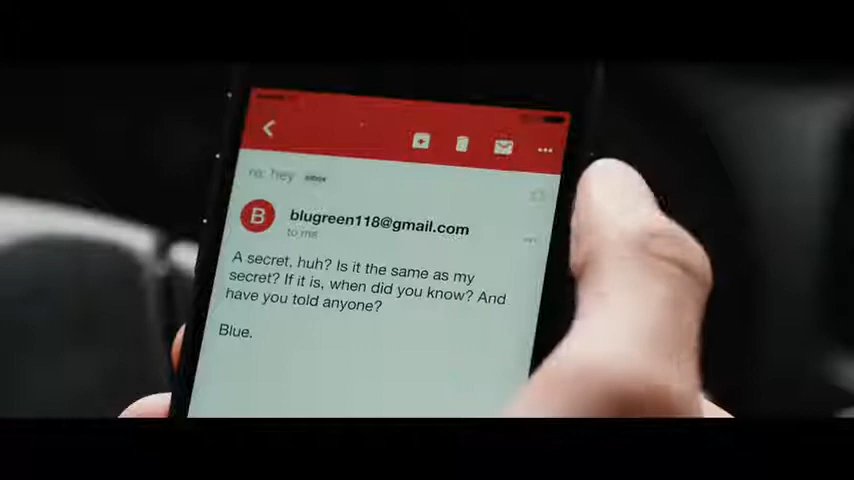 re: hey inbox
B
blugreen118@gmail.com
to me
A secret, huh? Is it the same as my
secret? If it is, when did you know? And
have you told anyone?
Blue.